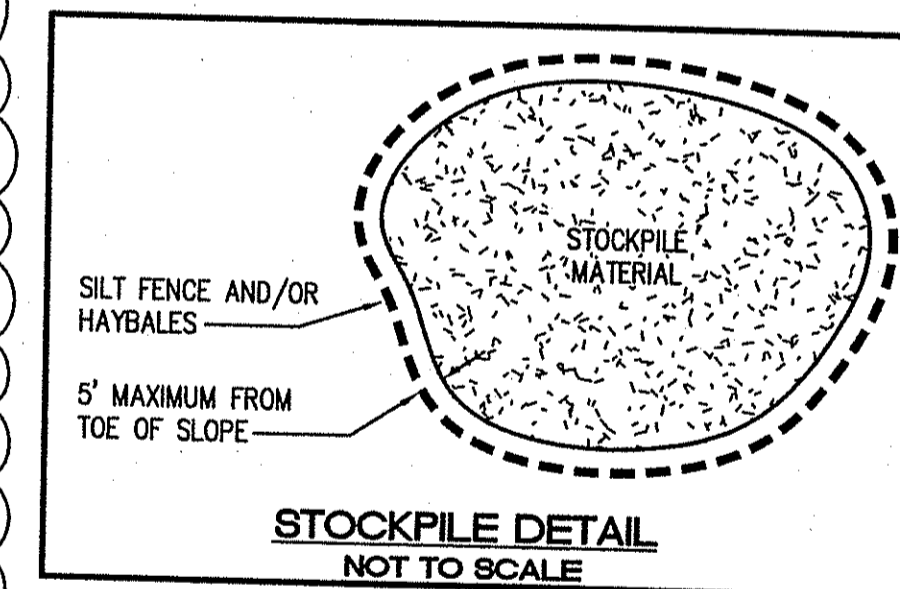 STOCKPILE
MATERIAL
SILT FENCE AND/OR
HAYBALES
5' MAXIMUM FROM
TOE OF SLOPE
STOCKPILE DETAIL
NOT TO SCALE